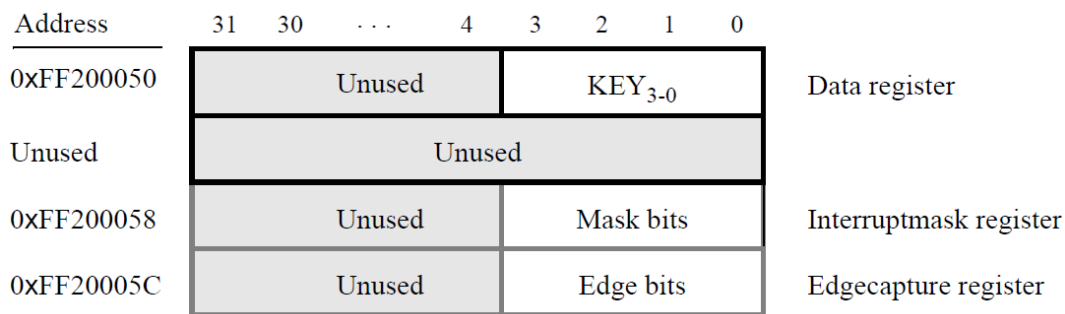 Address 31 30 · · · 4 3 2 1 0
0xFF200050 Unused KEY3-0 Data register
Unused Unused
0xFF200058 Unused Mask bits Interruptmask register
0xFF20005C Unused Edge bits Edgecapture register